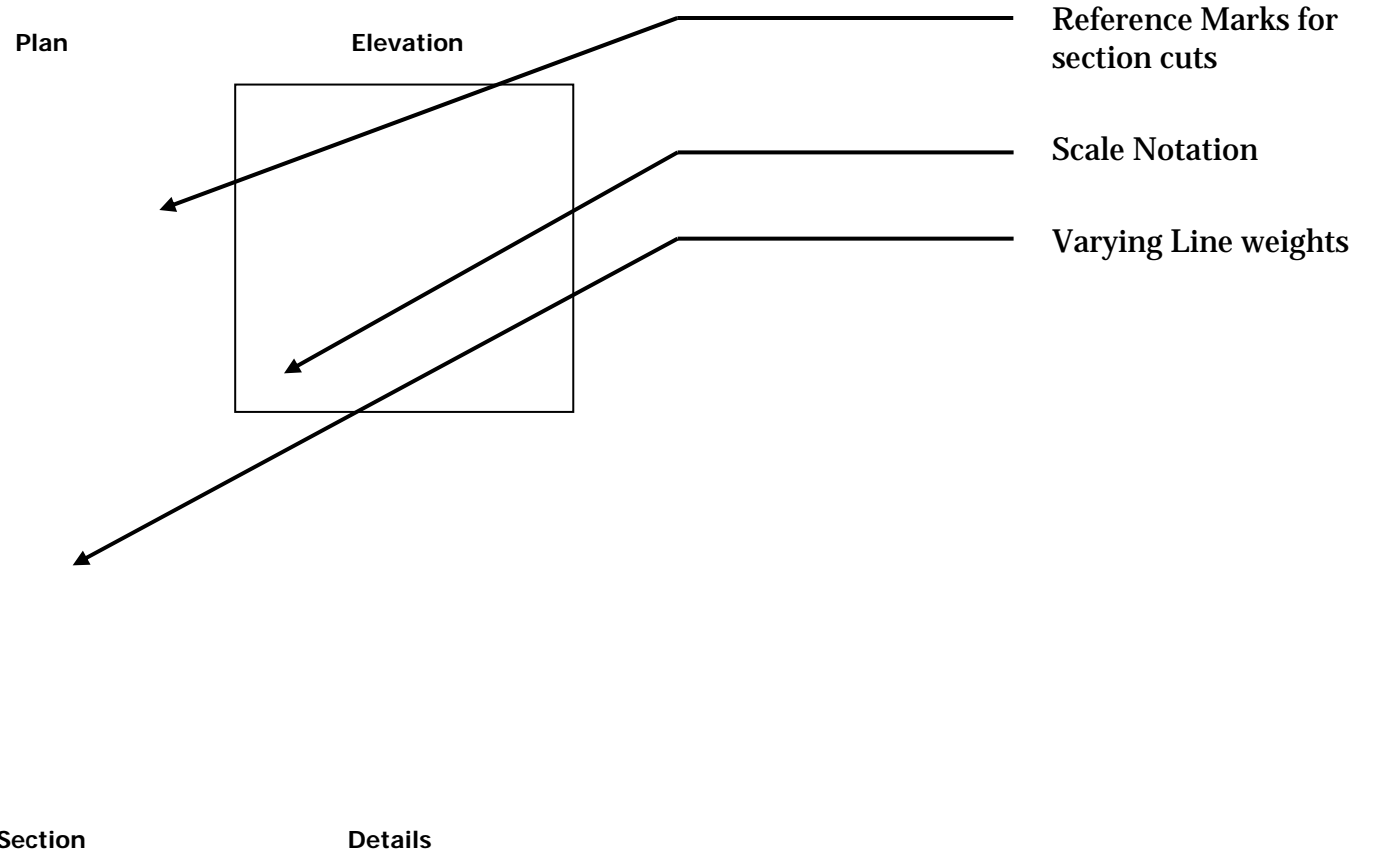 Plan
Elevation
Reference Marks for
section cuts
Scale Notation
Varying Line weights
Section
Details